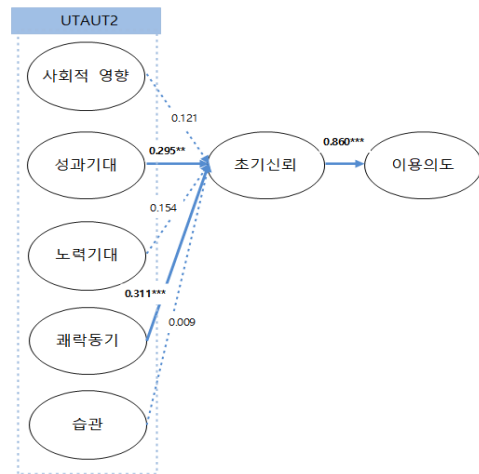 UTAUT2
사회적 영향
0.121
성과기대
0.295**
초기신뢰
0.860***
이용의도
0.154
노력기대
0.311***
0.009
쾌락동기
습관